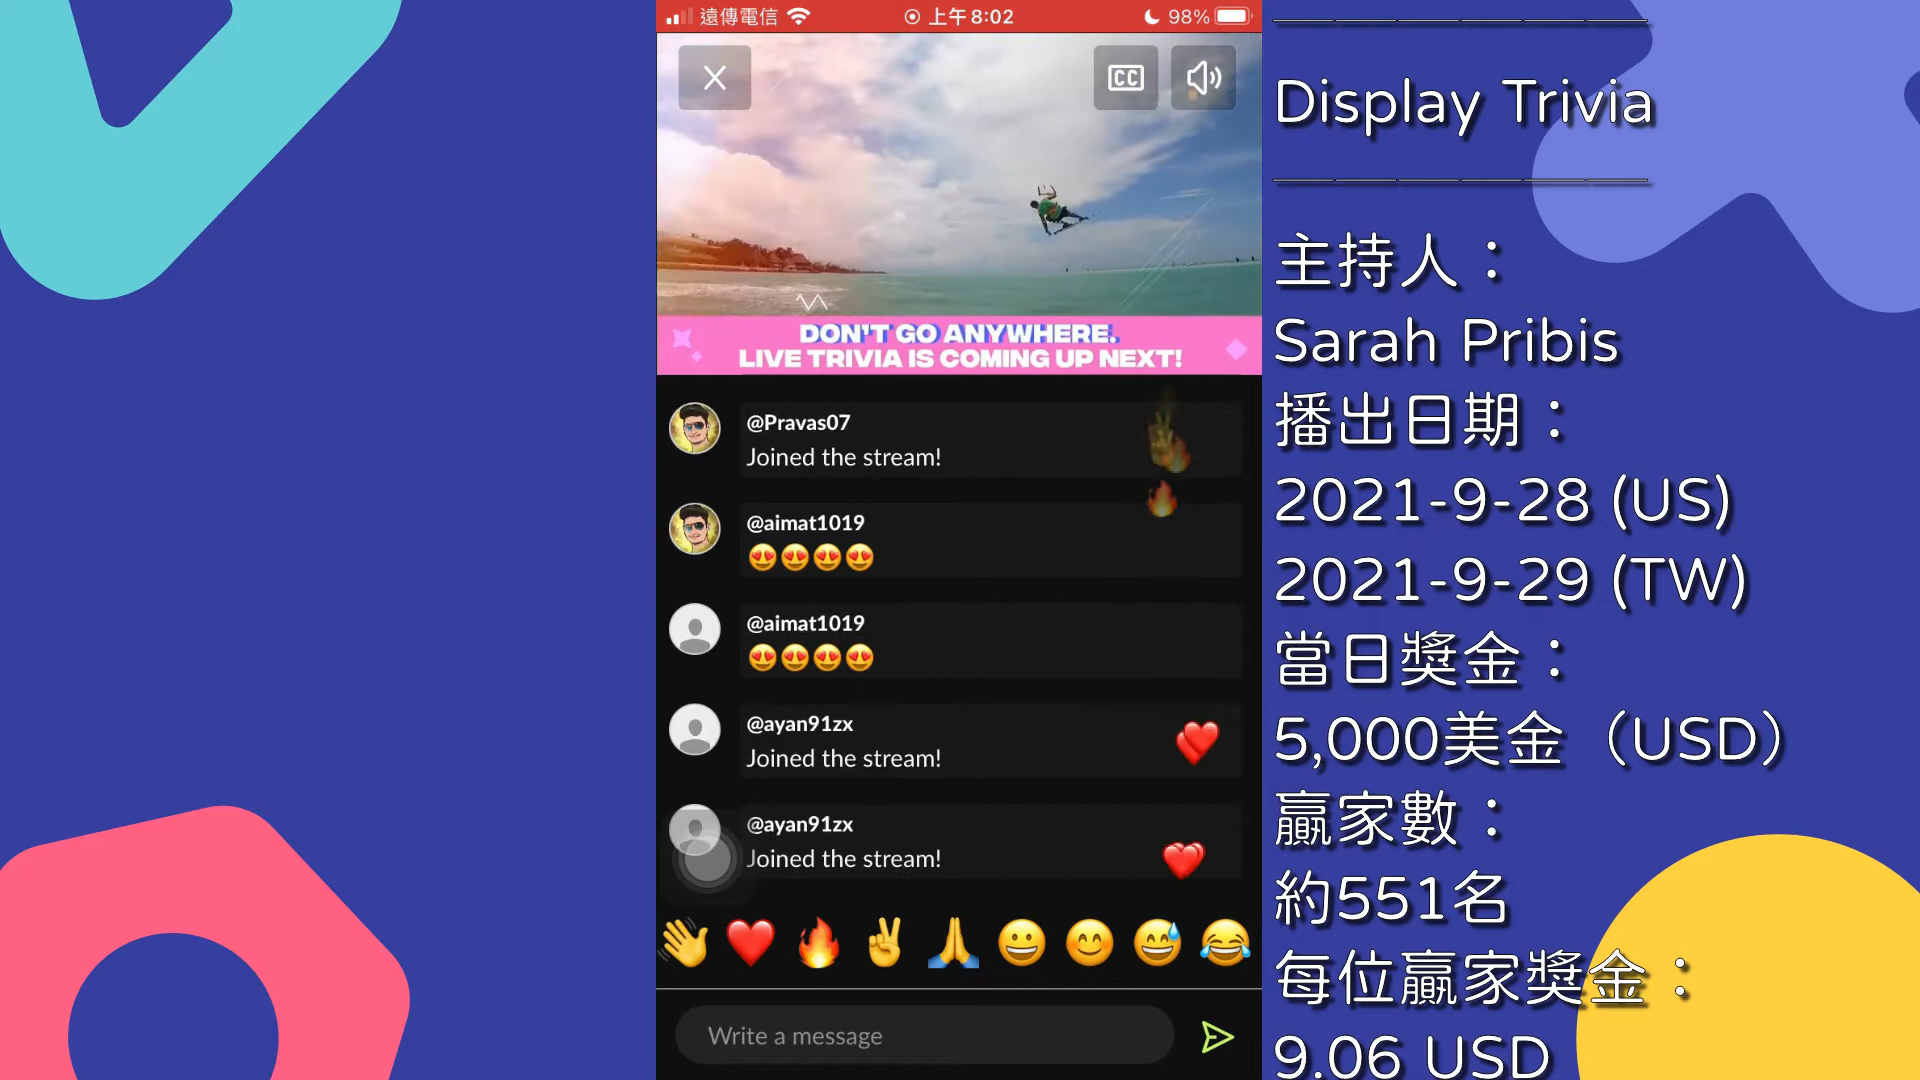 遠傳電信
上午8:02
98%
CC
DON'T GO ANYWHERE.
LIVE TRIVIA IS COMING UP NEXT!
@Pravas07
Joined the stream!
@aimat1019
😍😍😍😍
@aimat1019
😍😍😍😍
@ayan91zx
Joined the stream!
@ayan91zx
Joined the stream!
Write a message
Display Trivia
主持人：
Sarah Pribis
播出日期：
2021-9-28 (US)
2021-9-29 (TW)
當日獎金：
5,000美金（USD）
贏家數：
約551名
每位贏家獎金：
9.06 USD